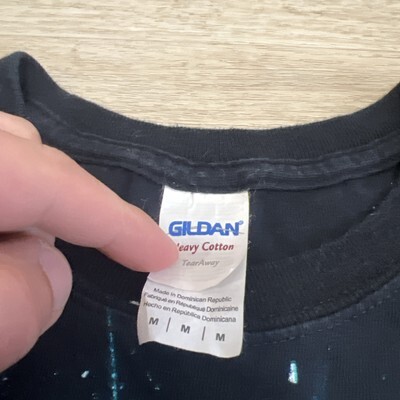 GILDAN®
Heavy Cotton
TearAway
Made in Dominican Republic
Fabriqué en République Dominicaine
Hecho en República Dominicana
M | M | M